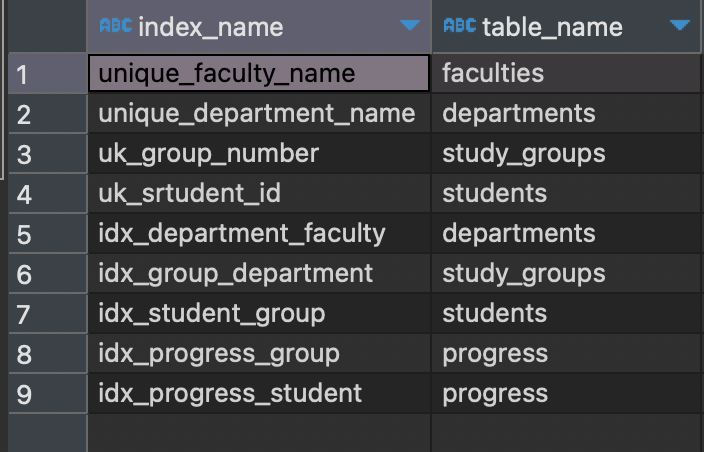 ABC index_name ABC table_name
1 unique_faculty_name faculties
2 unique_department_name departments
3 uk_group_number study_groups
4 uk_srtudent_id students
5 idx_department_faculty departments
6 idx_group_department study_groups
7 idx_student_group students
8 idx_progress_group progress
9 idx_progress_student progress